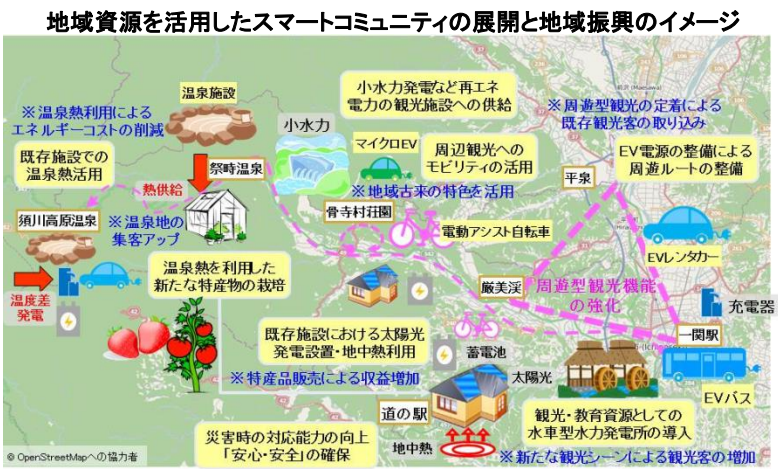 地域資源を活用したスマートコミュニティの展開と地域振興のイメージ
温泉施設
※温泉熱利用による
エネルギーコストの削減
既存施設での
温泉熱活用
熱供給
須川高原温泉
※温泉地の
集客アップ
祭畤温泉
温度差
発電
小水力
小水力発電など再エネ
電力の観光施設への供給
マイクロEV
周辺観光への
モビリティの活用
※地域古来の特色を活用
骨寺村荘園
電動アシスト自転車
※周遊型観光の定着による
既存観光客の取り込み
平泉
EV電源の整備による
周遊ルートの整備
EVレンタカー
厳美渓
周遊型観光機能
の強化
充電器
一関駅
EVバス
温泉熱を利用した
新たな特産物の栽培
既存施設における太陽光
発電設置・地中熱利用
蓄電池
※特産品販売による収益増加
太陽光
道の駅
地中熱
災害時の対応能力の向上
「安心・安全」の確保
観光・教育資源としての
水車型水力発電所の導入
※新たな観光シーンによる観光客の増加
© OpenStreetMapへの協力者